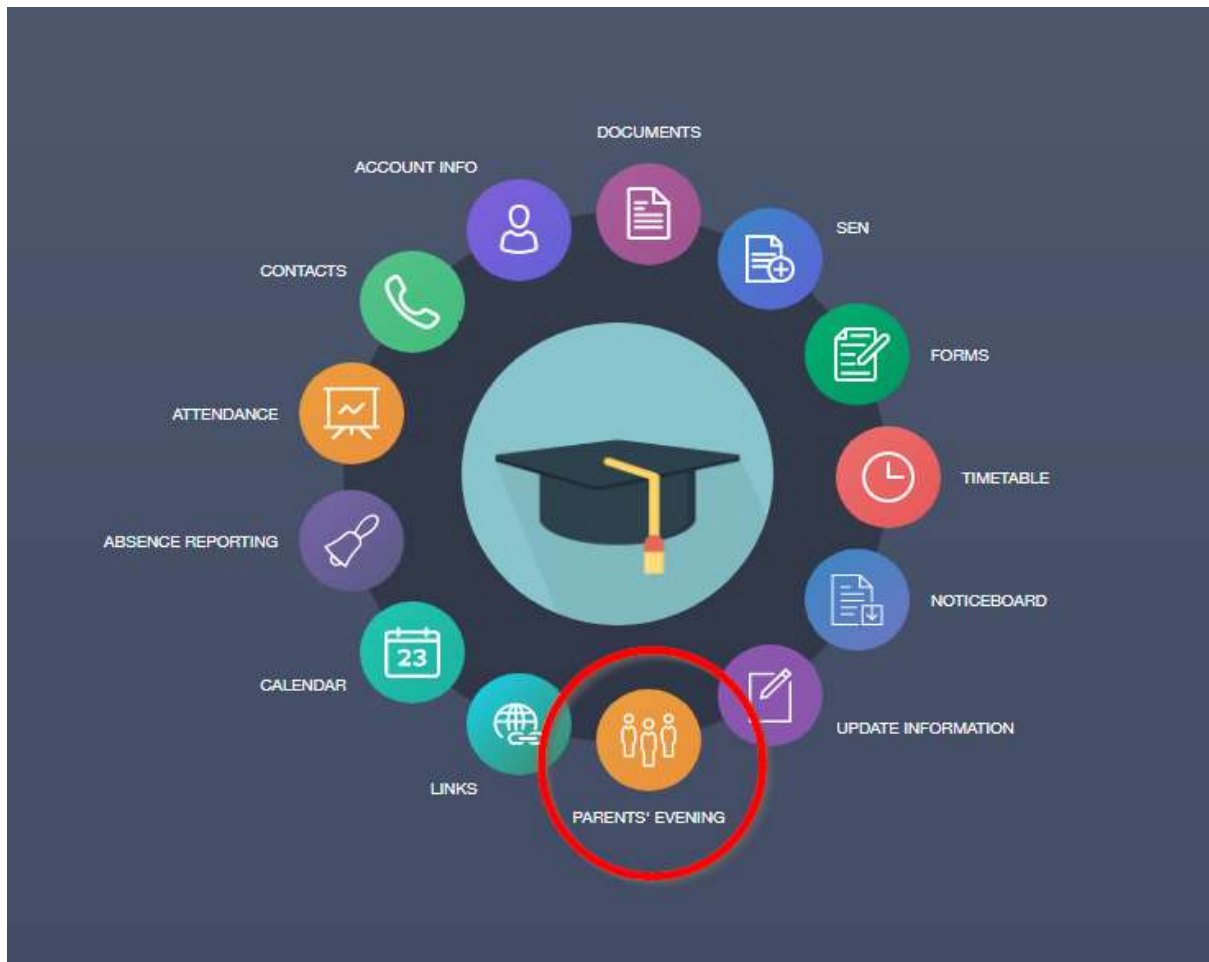 DOCUMENTS
ACCOUNT INFO
SEN
CONTACTS
FORMS
ATTENDANCE
TIMETABLE
ABSENCE REPORTING
NOTICEBOARD
23
CALENDAR
UPDATE INFORMATION
LINKS
PARENTS' EVENING